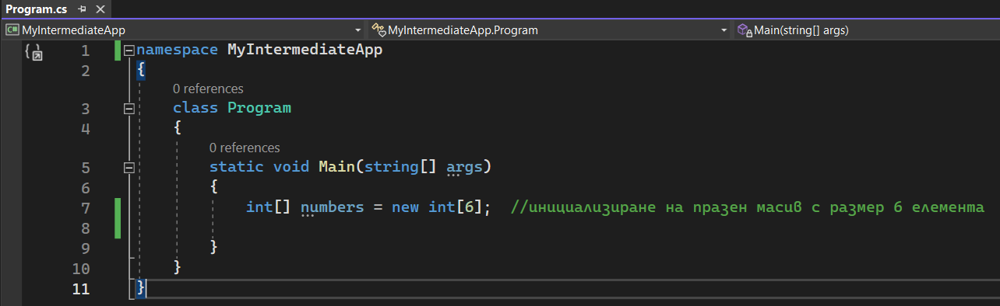 Program.cs
MyIntermediateApp MyIntermediateApp.Program Main(string[] args)
1 namespace MyIntermediateApp
2 {
0 references
3 class Program
4 {
0 references
5 static void Main(string[] args)
6 {
7 int[] numbers = new int[6]; //инициализиране на празен масив с размер 6 елемента
8
9 }
10 }
11 }